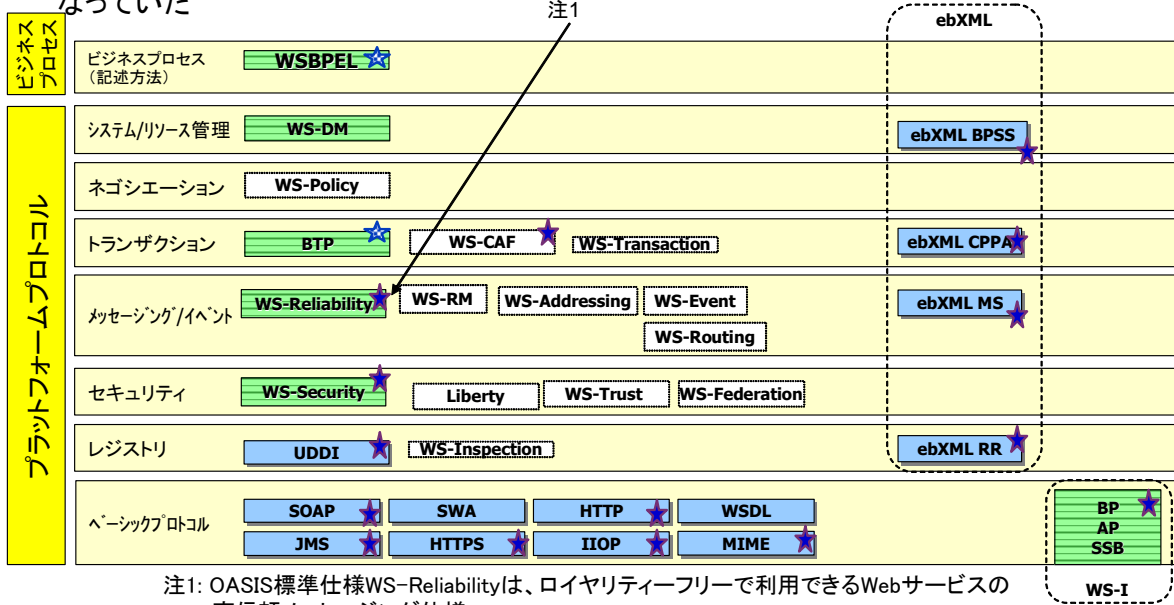 なっていた
注1
ebXML
ビジネス
プロセス
ビジネスプロセス
(記述方法)
WSBPEL
プラットフォームプロトコル
システム/リソース管理
WS-DM
ebXML BPSS
ネゴシエーション
WS-Policy
トランザクション
BTP
WS-CAF
WS-Transaction
ebXML CPPA
メッセージング/イベント
WS-Reliability
WS-RM
WS-Addressing
WS-Event
WS-Routing
ebXML MS
セキュリティ
WS-Security
Liberty
WS-Trust
WS-Federation
レジストリ
UDDI
WS-Inspection
ebXML RR
ベーシックプロトコル
SOAP
SWA
HTTP
WSDL
JMS
HTTPS
IIOP
MIME
BP
AP
SSB
WS-I
注1: OASIS標準仕様WS-Reliabilityは、ロイヤリティーフリーで利用できるWebサービスの